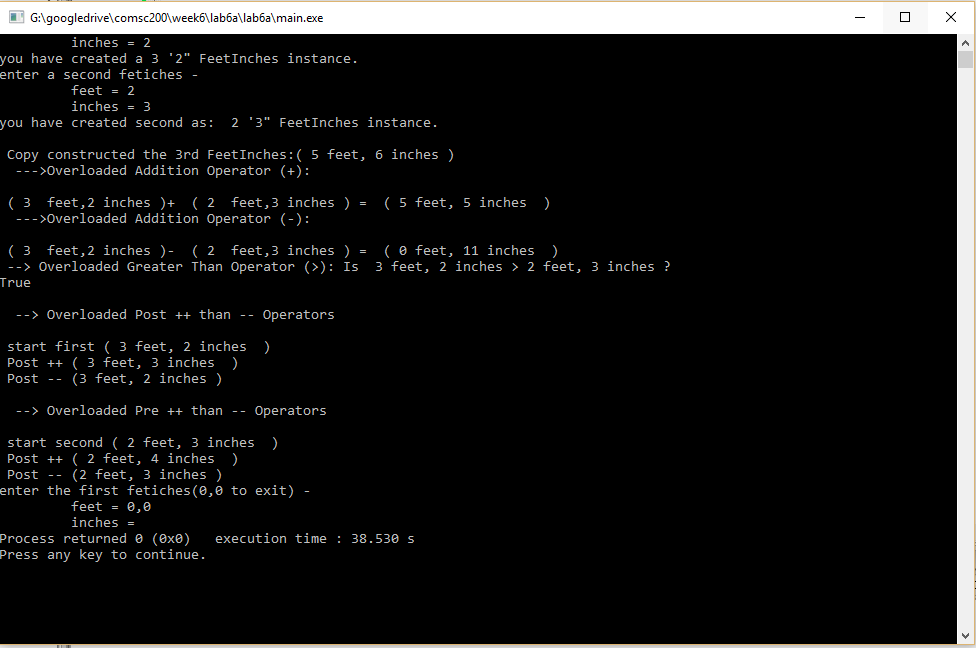 G:\googledrive\comsc200\week6\lab6a\lab6a\main.exe
inches = 2
you have created a 3 '2" FeetInches instance.
enter a second fetiches -
feet = 2
inches = 3
you have created second as:  2 '3" FeetInches instance.
Copy constructed the 3rd FeetInches:( 5 feet, 6 inches )
--->Overloaded Addition Operator (+):
( 3  feet,2 inches )+  ( 2  feet,3 inches ) =  ( 5 feet, 5 inches  )
--->Overloaded Addition Operator (-):
( 3  feet,2 inches )-  ( 2  feet,3 inches ) =  ( 0 feet, 11 inches  )
--> Overloaded Greater Than Operator (>): Is  3 feet, 2 inches > 2 feet, 3 inches ?
True
--> Overloaded Post ++ than -- Operators
start first ( 3 feet, 2 inches  )
Post ++ ( 3 feet, 3 inches  )
Post -- (3 feet, 2 inches )
--> Overloaded Pre ++ than -- Operators
start second ( 2 feet, 3 inches  )
Post ++ ( 2 feet, 4 inches  )
Post -- (2 feet, 3 inches )
enter the first fetiches(0,0 to exit) -
feet = 0,0
inches =
Process returned 0 (0x0)   execution time : 38.530 s
Press any key to continue.